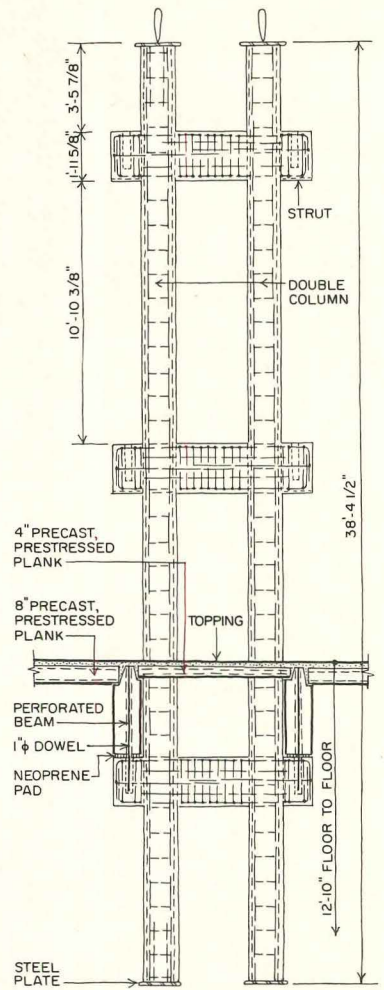 3'-5 7/8"
1'-11 5/8"
STRUT
10'-10 3/8"
DOUBLE
COLUMN
38'-4 1/2"
4" PRECAST,
PRESTRESSED
PLANK
8" PRECAST,
PRESTRESSED
PLANK
TOPPING
PERFORATED
BEAM
1"ϕ DOWEL
NEOPRENE
PAD
12'-10" FLOOR TO FLOOR
STEEL
PLATE